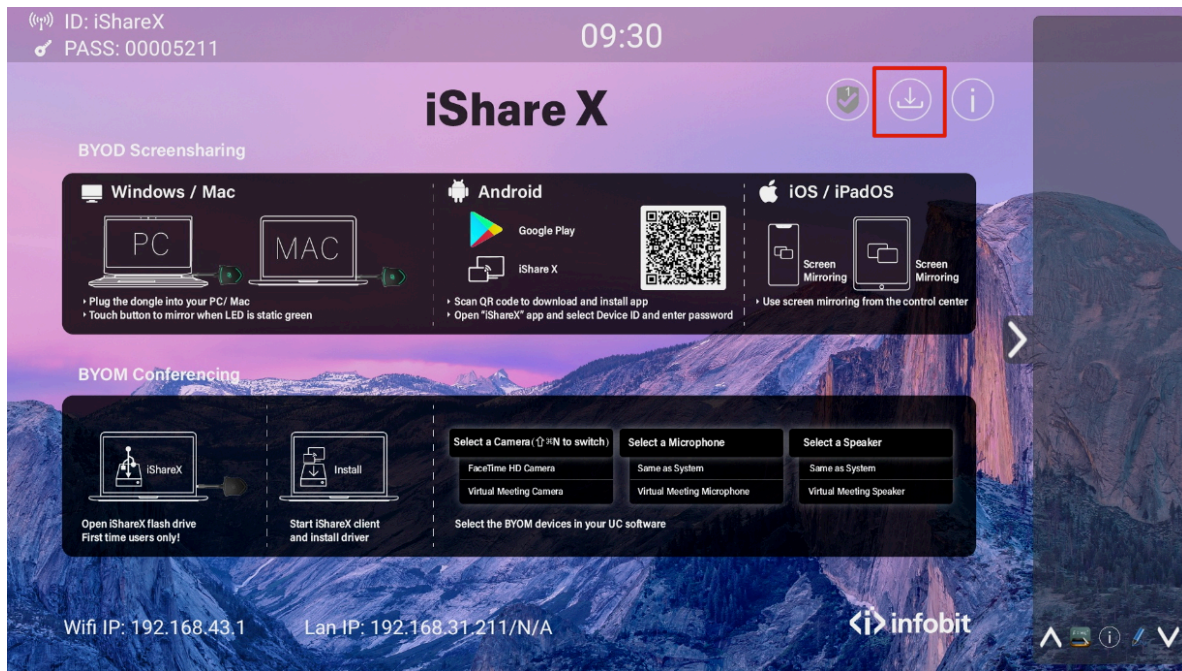 ID: iShareX
PASS: 00005211
09:30
iShare X
1
BYOD Screensharing
Windows / Mac
PC
MAC
‣ Plug the dongle into your PC/ Mac
‣ Touch button to mirror when LED is static green
Android
Google Play
iShare X
‣ Scan QR code to download and install app
‣ Open "iShareX" app and select Device ID and enter password
iOS / iPadOS
Screen
Mirroring
Screen
Mirroring
‣ Use screen mirroring from the control center
BYOM Conferencing
iShareX
Open iShareX flash drive
First time users only!
Install
Start iShareX client
and install driver
Select a Camera(⇧⌘N to switch)
FaceTime HD Camera
Virtual Meeting Camera
Select a Microphone
Same as System
Virtual Meeting Microphone
Select a Speaker
Same as System
Virtual Meeting Speaker
Select the BYOM devices in your UC software
Wifi IP: 192.168.43.1
Lan IP: 192.168.31.211/N/A
<i> infobit